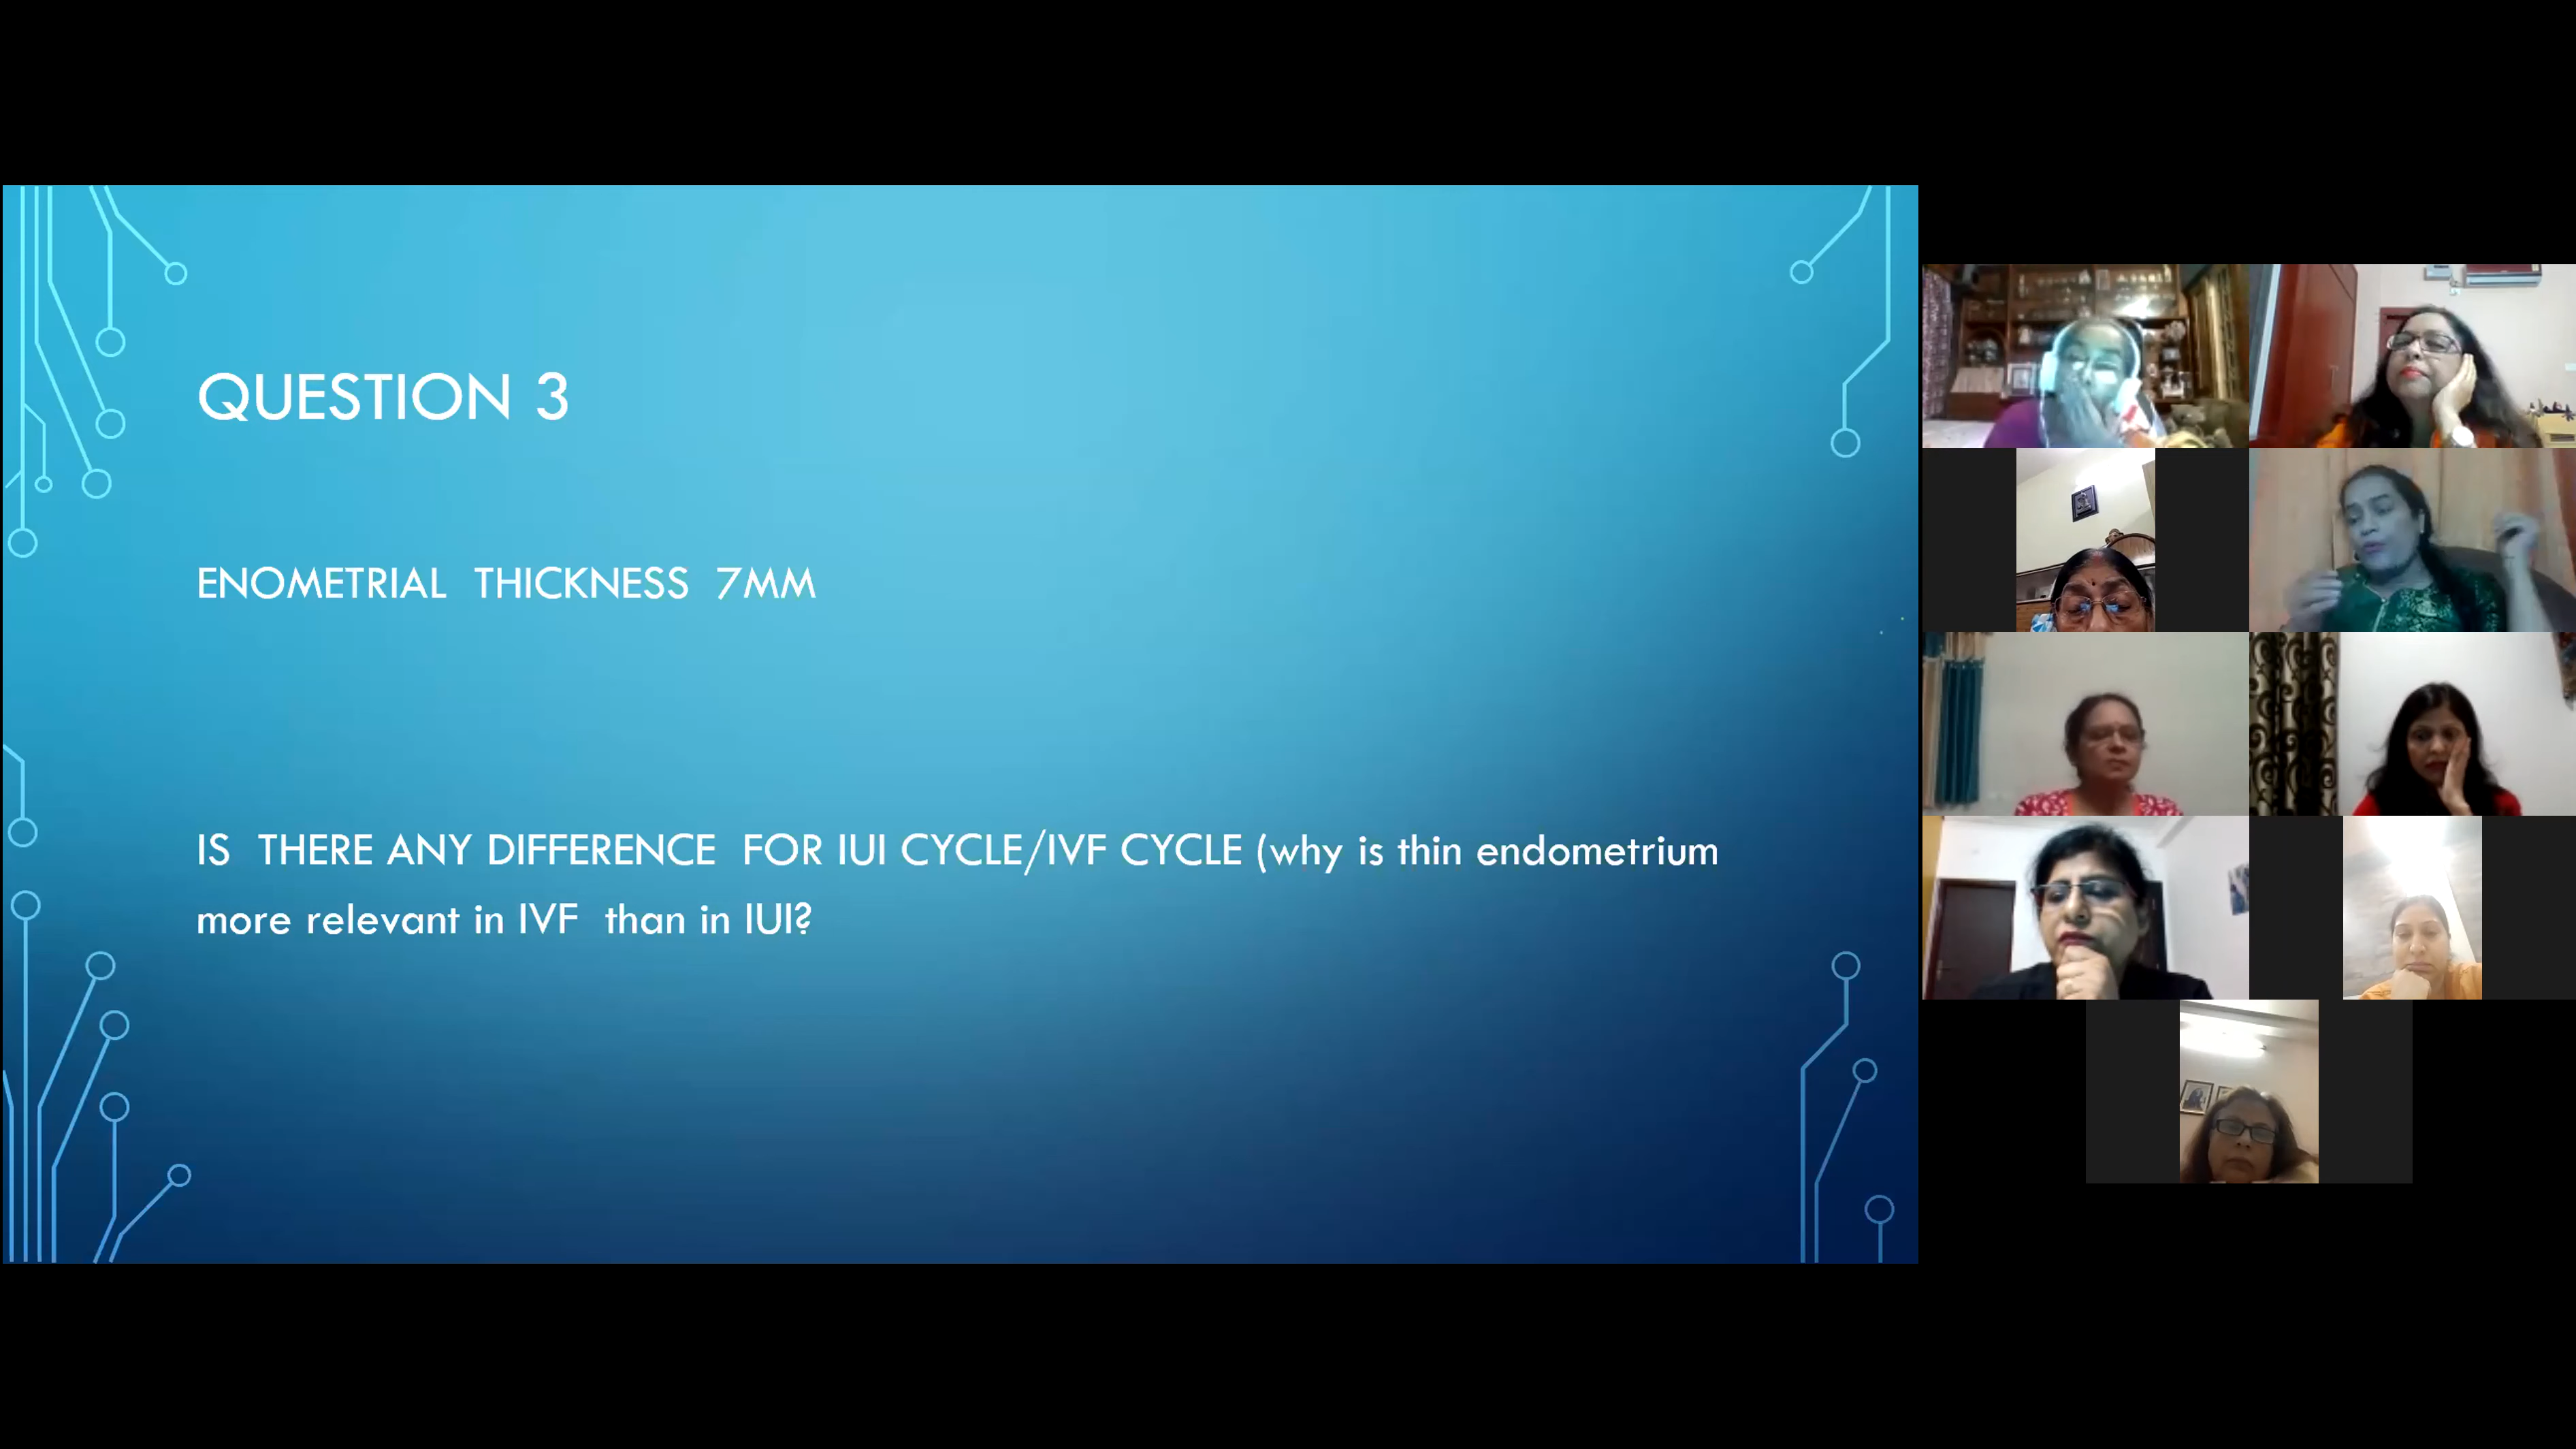 QUESTION 3
ENOMETRIAL THICKNESS 7MM
IS THERE ANY DIFFERENCE FOR IUI CYCLE/IVF CYCLE (why is thin endometrium
more relevant in IVF than in IUI?